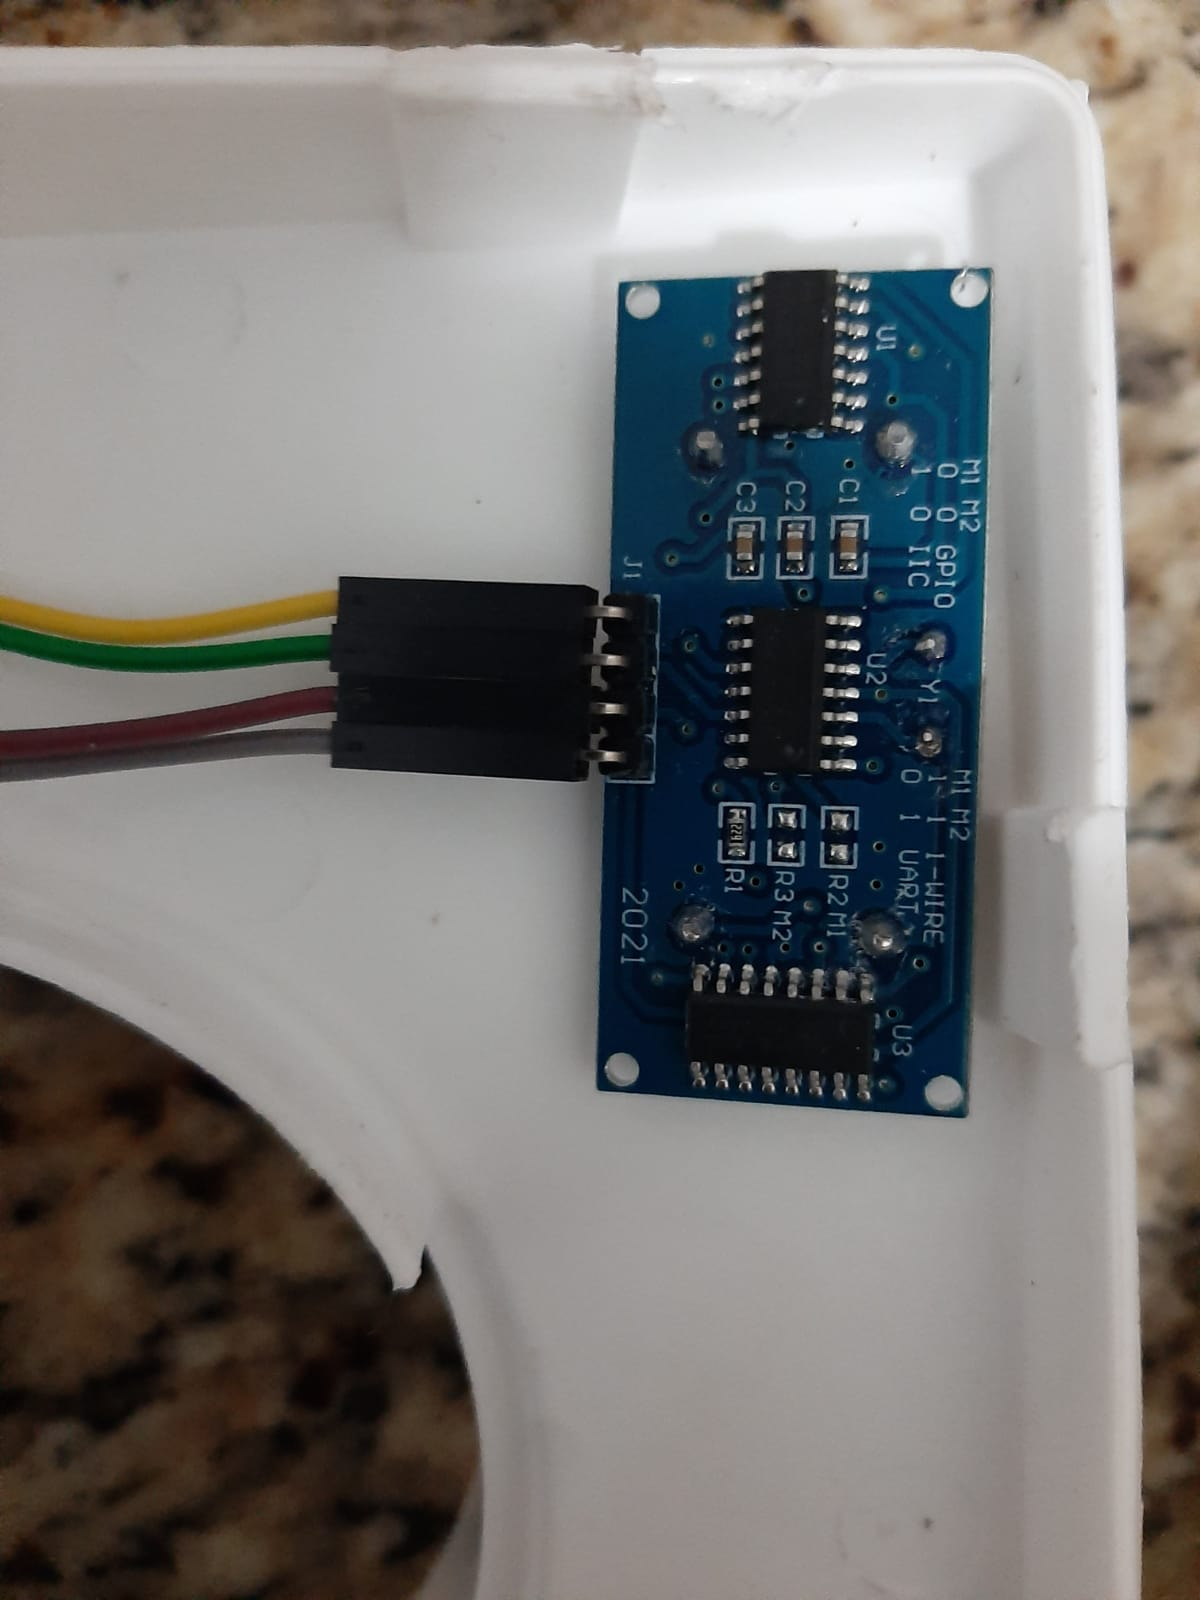 M1 M2
0 0 GPIO
1 0 IIC
Y1
M1 M2
1 1 1-WIRE
0 1 UART
U1
U2
U3
C1
C2
C3
R2 M1
R3 M2
R1
J1
2021